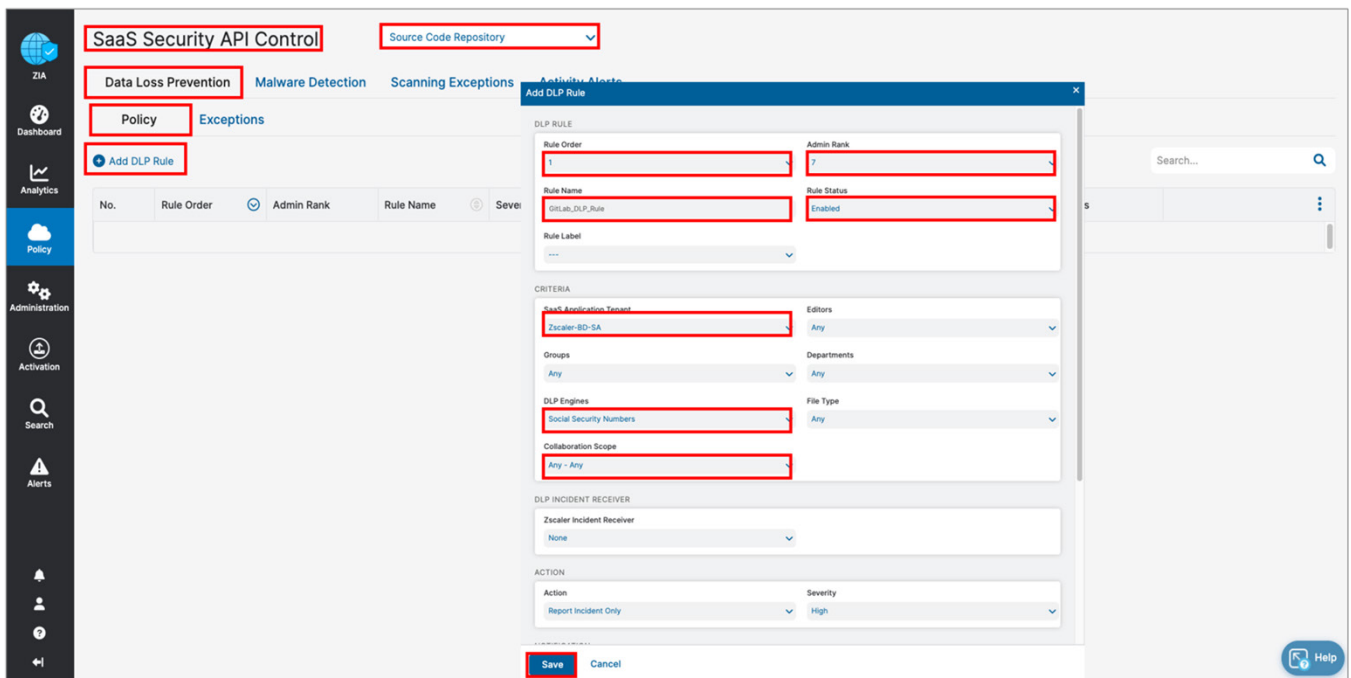 SaaS Security API Control
Source Code Repository
ZIA
Data Loss Prevention Malware Detection Scanning Exceptions Activity Alerts
Add DLP Rule
Policy Exceptions
Dashboard
Add DLP Rule
Search...
Analytics
No. Rule Order Admin Rank Rule Name Sever s
Policy
Administration
Activation
Search
Alerts
DLP RULE
Rule Order Admin Rank
1 7
Rule Name Rule Status
GitLab_DLP_Rule Enabled
Rule Label
---
CRITERIA
SaaS Application Tenant Editors
Zscaler-BD-SA Any
Groups Departments
Any Any
DLP Engines File Type
Social Security Numbers Any
Collaboration Scope
Any - Any
DLP INCIDENT RECEIVER
Zscaler Incident Receiver
None
ACTION
Action Severity
Report Incident Only High
NOTIFICATION
Save Cancel
Help